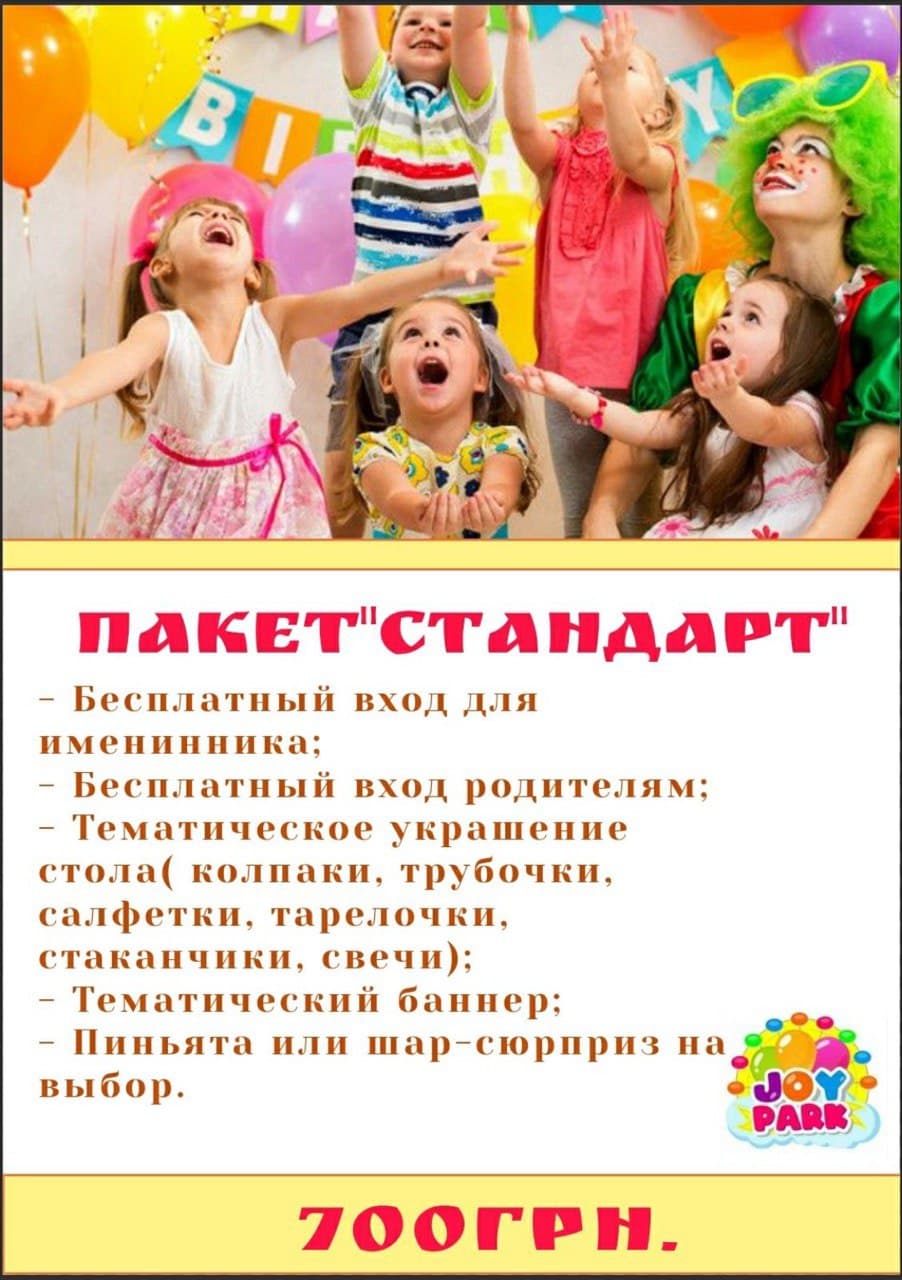 BI
Y
ПАКЕТ"СТАНДАРТ"
- Бесплатный вход для
именинника;
- Бесплатный вход родителям;
- Тематическое украшение
стола( колпаки, трубочки,
салфетки, тарелочки,
стаканчики, свечи);
- Тематический баннер;
- Пиньята или шар-сюрприз на
выбор.
JOY
PARK
700ГРН.